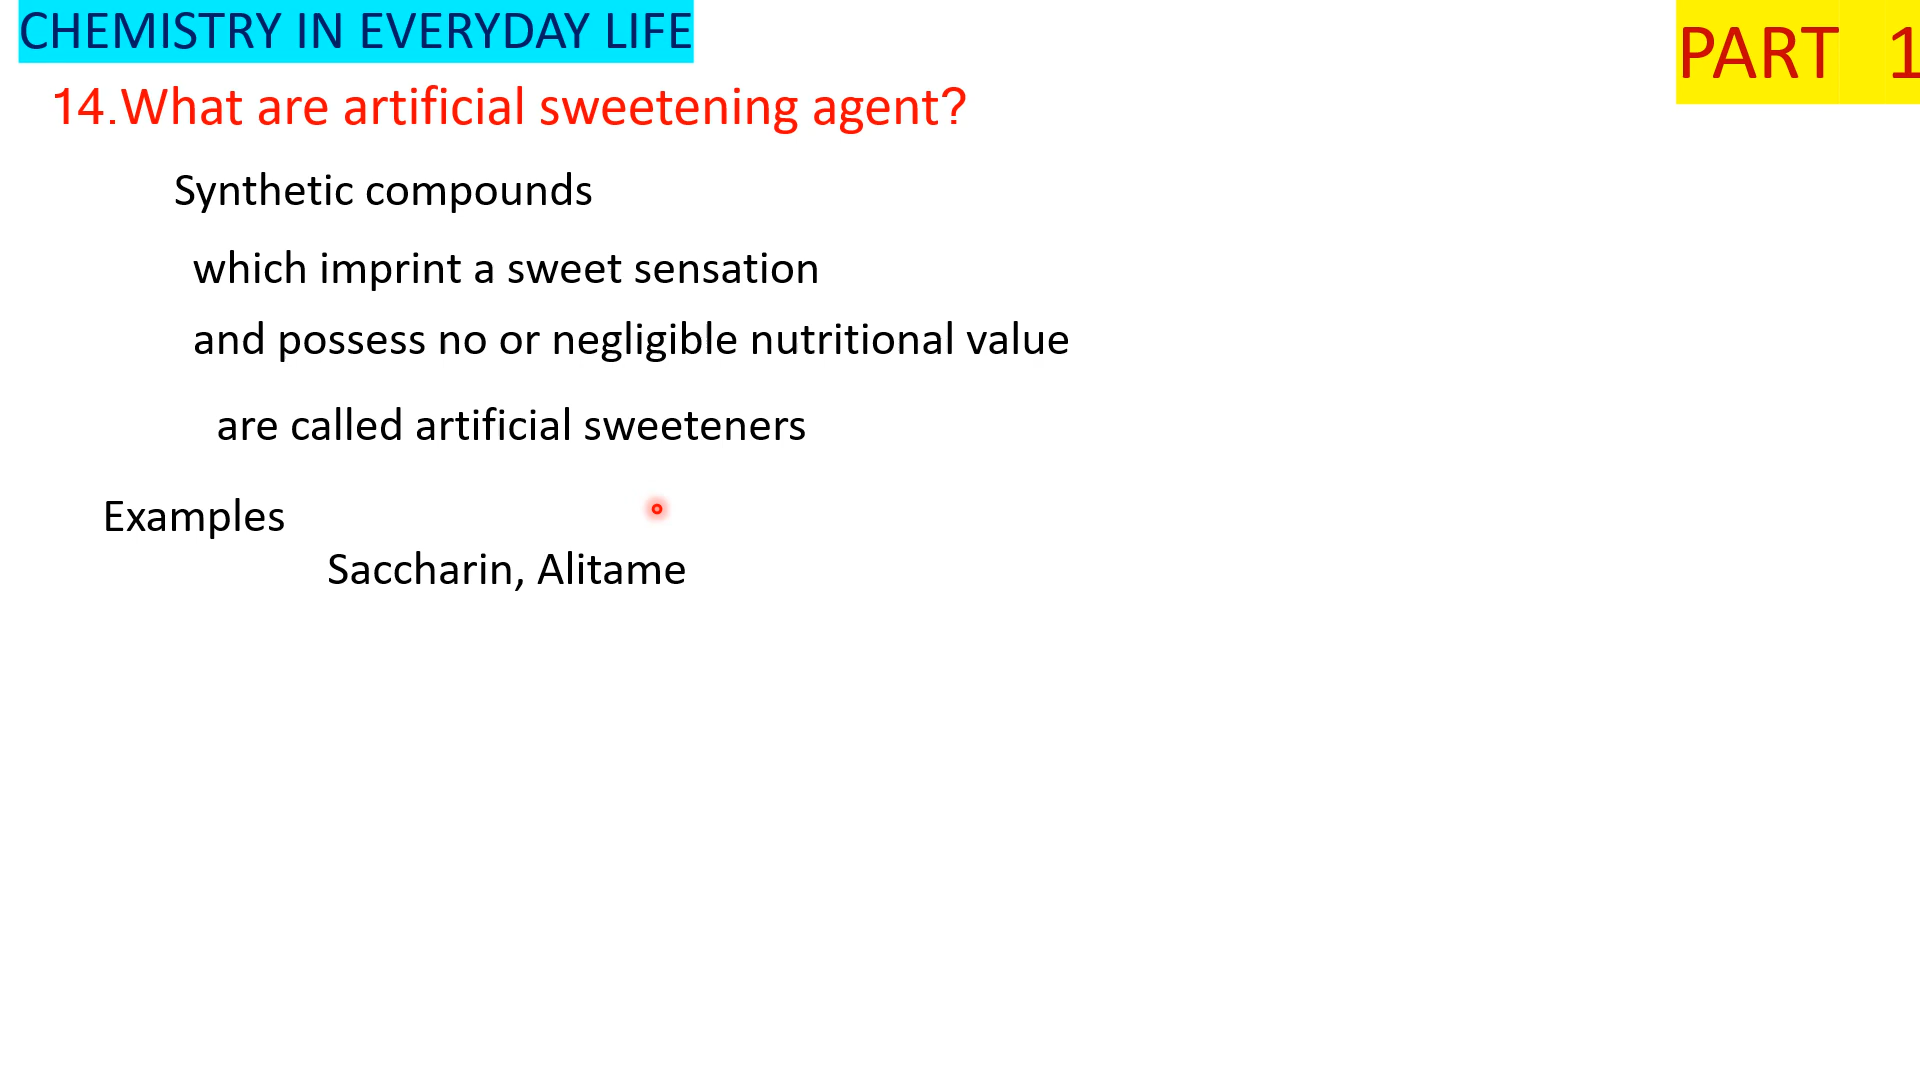 CHEMISTRY IN EVERYDAY LIFE
PART 1
14.What are artificial sweetening agent?
Synthetic compounds
which imprint a sweet sensation
and possess no or negligible nutritional value
are called artificial sweeteners
Examples
Saccharin, Alitame